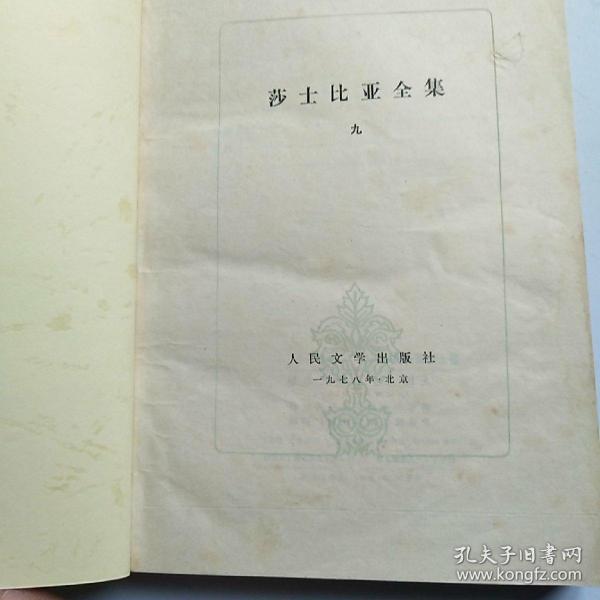 莎士比亚全集
九
人民文学出版社
一九七八年·北京
孔夫子旧书网
www.kongfz.com